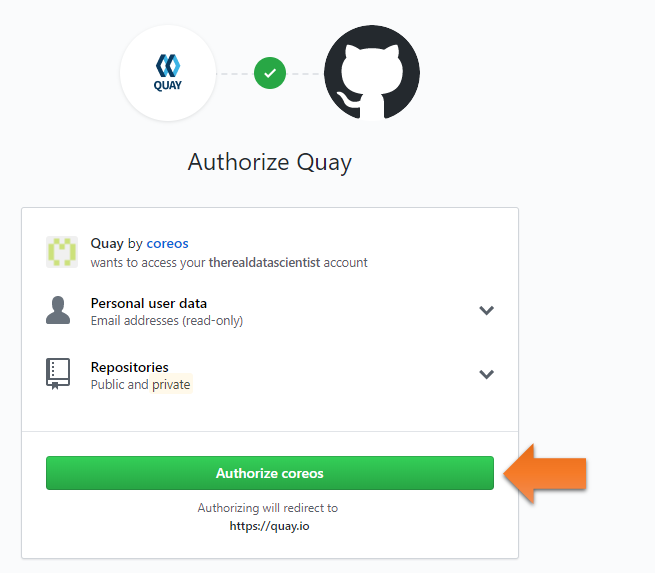 QUAY
Authorize Quay
Quay by coreos
wants to access your therealdatascientist account
Personal user data
Email addresses (read-only)
Repositories
Public and private
Authorize coreos
Authorizing will redirect to
https://quay.io